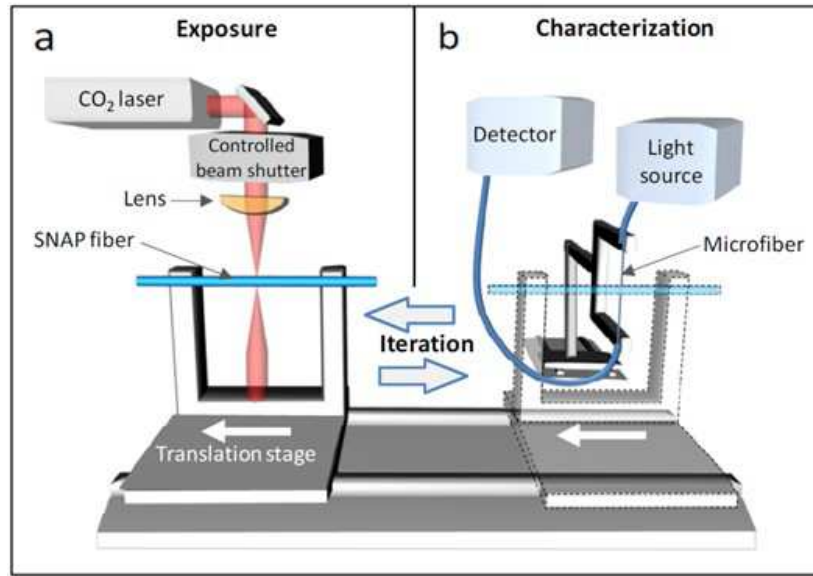 a
Exposure
CO₂ laser
Controlled
beam shutter
Lens
SNAP fiber
Translation stage
Iteration
b
Characterization
Detector
Light
source
Microfiber